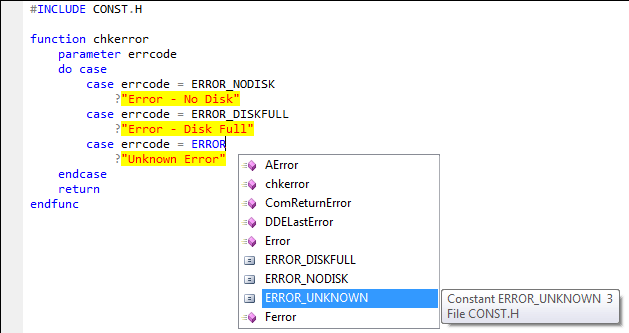 #INCLUDE CONST.H
function chkerror
parameter errcode
do case
case errcode = ERROR_NODISK
?"Error - No Disk"
case errcode = ERROR_DISKFULL
?"Error - Disk Full"
case errcode = ERROR
?"Unknown Error"
endcase
return
endfunc
AError
chkerror
ComReturnError
DDELastError
Error
ERROR_DISKFULL
ERROR_NODISK
ERROR_UNKNOWN
Ferror
Constant ERROR_UNKNOWN 3
File CONST.H